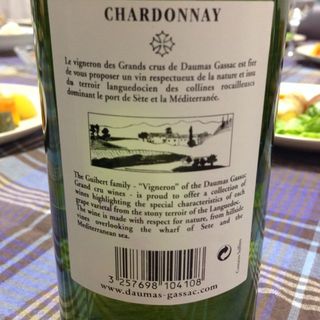 CHARDONNAY
Le vigneron des Grands crus de Daumas Gassac est fier
de vous proposer un vin respectueux de la nature et issu
du terroir languedocien des collines rocailleuses
dominant le port de Sète et la Méditerranée.
The Guibert family - "Vigneron" of the Daumas Gassac
Grand cru wines - is proud to offer a collection of
wines highlighting the special characteristics of each
grape varietal from the stony terroir of the Languedoc.
The wine is made with respect for nature, from hillside
vines overlooking the wharf of Sete and the
Mediterranean sea.
3 257698 104108
www.daumas-gassac.com
Contains Sulfites